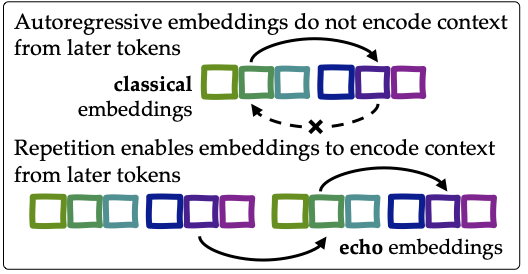 Autoregressive embeddings do not encode context
from later tokens
classical
embeddings
Repetition enables embeddings to encode context
from later tokens
echo embeddings